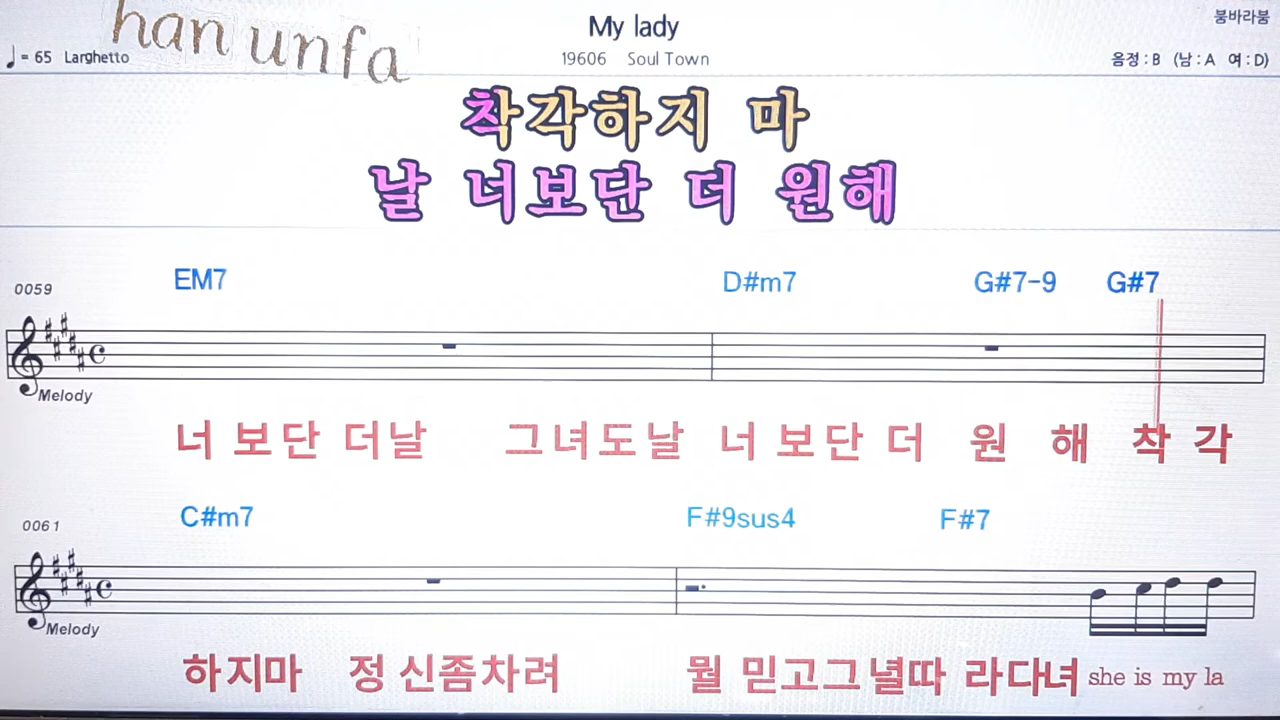 han unfa
My lady
붕바라붕
♩= 65 Larghetto
19606 Soul Town
음정 : B (남 : A 여 : D)
착각하지 마
날 너보단 더 원해
0059
EM7 D#m7 G#7-9 G#7
Melody
너 보단 더날 그녀도날 너 보단 더 원 해 착 각
0061
C#m7 F#9sus4 F#7
Melody
하지마 정 신좀차려 뭘 믿고그널따 라다녀 she is my la